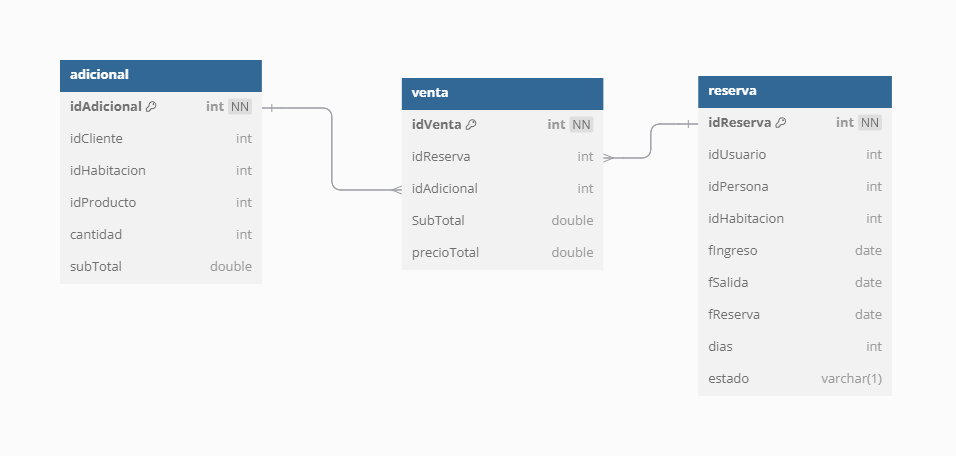 adicional
idAdicional int NN
idCliente int
idHabitacion int
idProducto int
cantidad int
subTotal double
venta
idVenta int NN
idReserva int
idAdicional int
SubTotal double
precioTotal double
reserva
idReserva int NN
idUsuario int
idPersona int
idHabitacion int
fIngreso date
fSalida date
fReserva date
dias int
estado varchar(1)